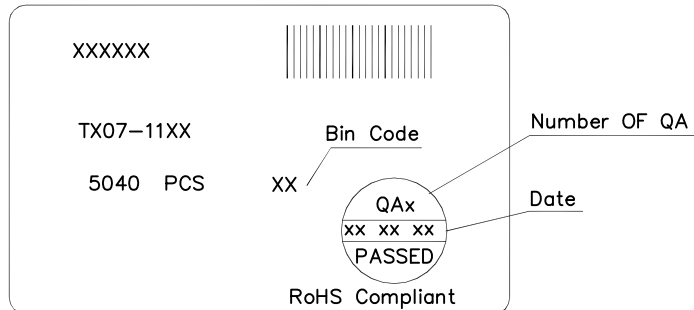 XXXXXX
TX07-11XX
Bin Code
Number OF QA
5040 PCS XX
QAx
Date
xx xx xx
PASSED
RoHS Compliant